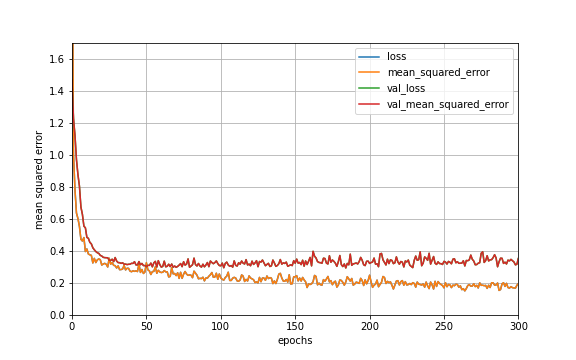 loss
mean_squared_error
val_loss
val_mean_squared_error
mean squared error
1.6
1.4
1.2
1.0
0.8
0.6
0.4
0.2
0.0
0 50 100 150 200 250 300
epochs